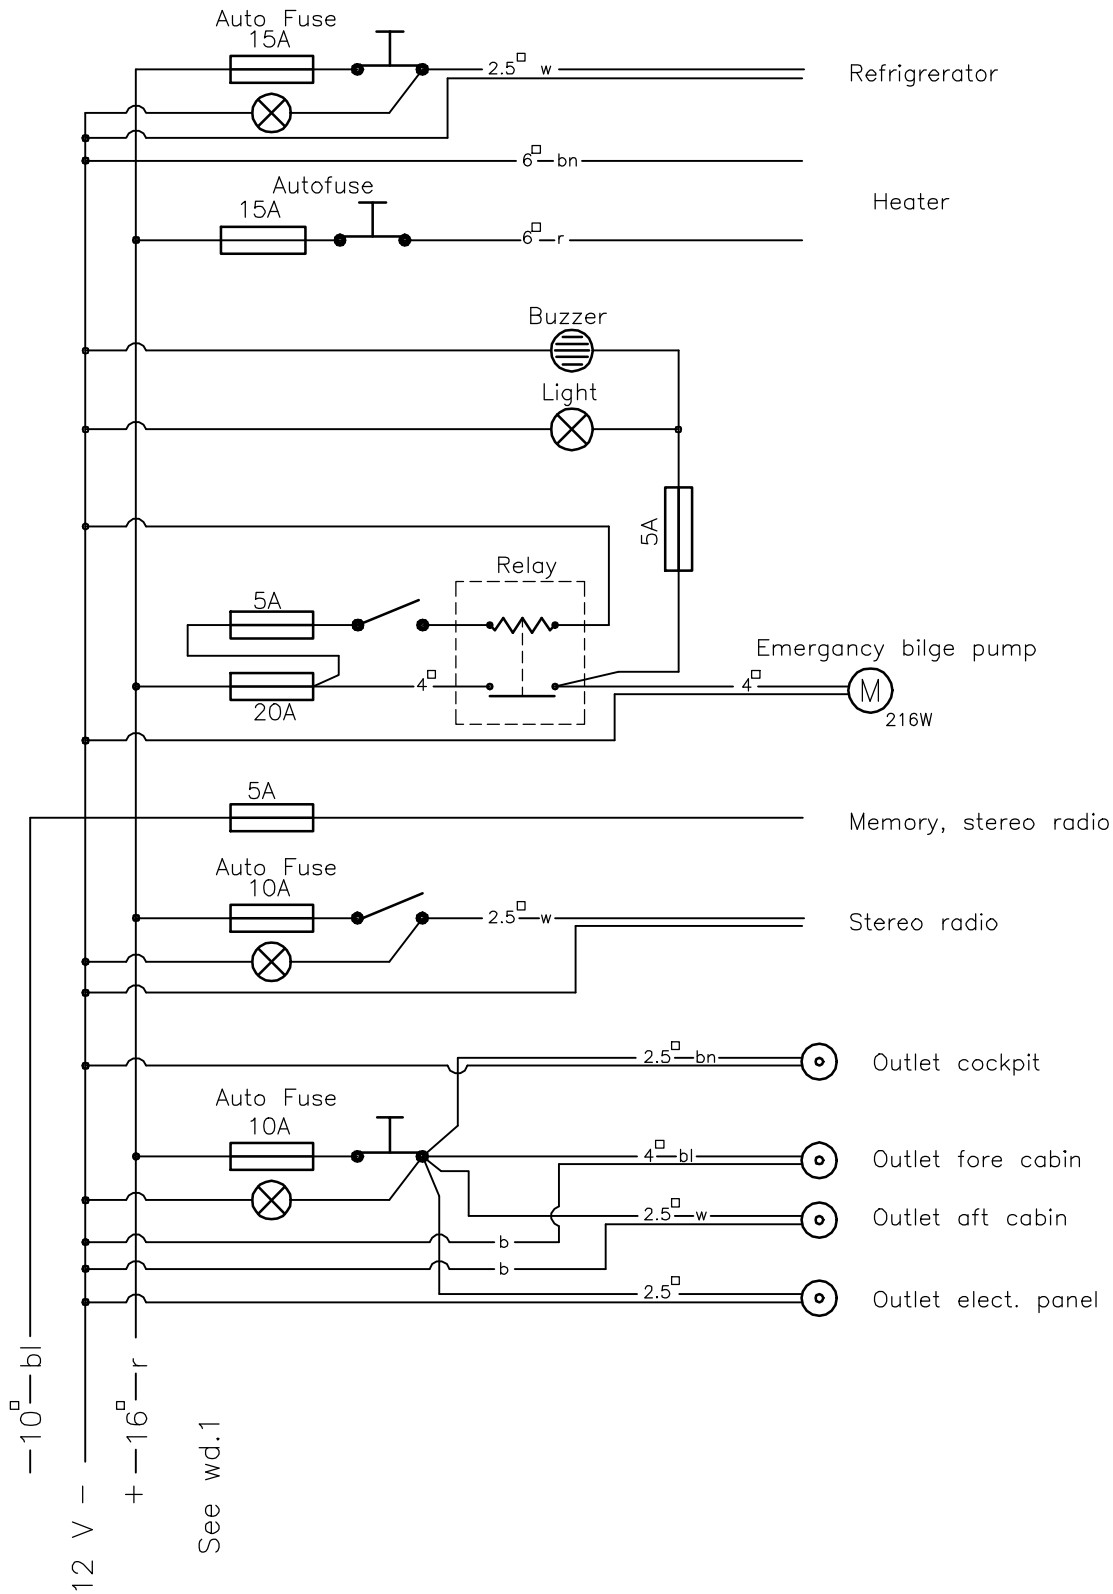 Auto Fuse
15A
2.5□ w
Refrigrerator
6□ bn
Autofuse
15A
Heater
6□ r
Buzzer
Light
5A
Relay
5A
Emergancy bilge pump
4□
4□
M
20A
216W
5A
Memory, stereo radio
Auto Fuse
10A
2.5□ w
Stereo radio
2.5□ bn
Outlet cockpit
Auto Fuse
10A
4□ bl
Outlet fore cabin
2.5□ w
Outlet aft cabin
b
b
2.5□
Outlet elect. panel
10□ bl
12 V -
+ 16□ r
See wd.1